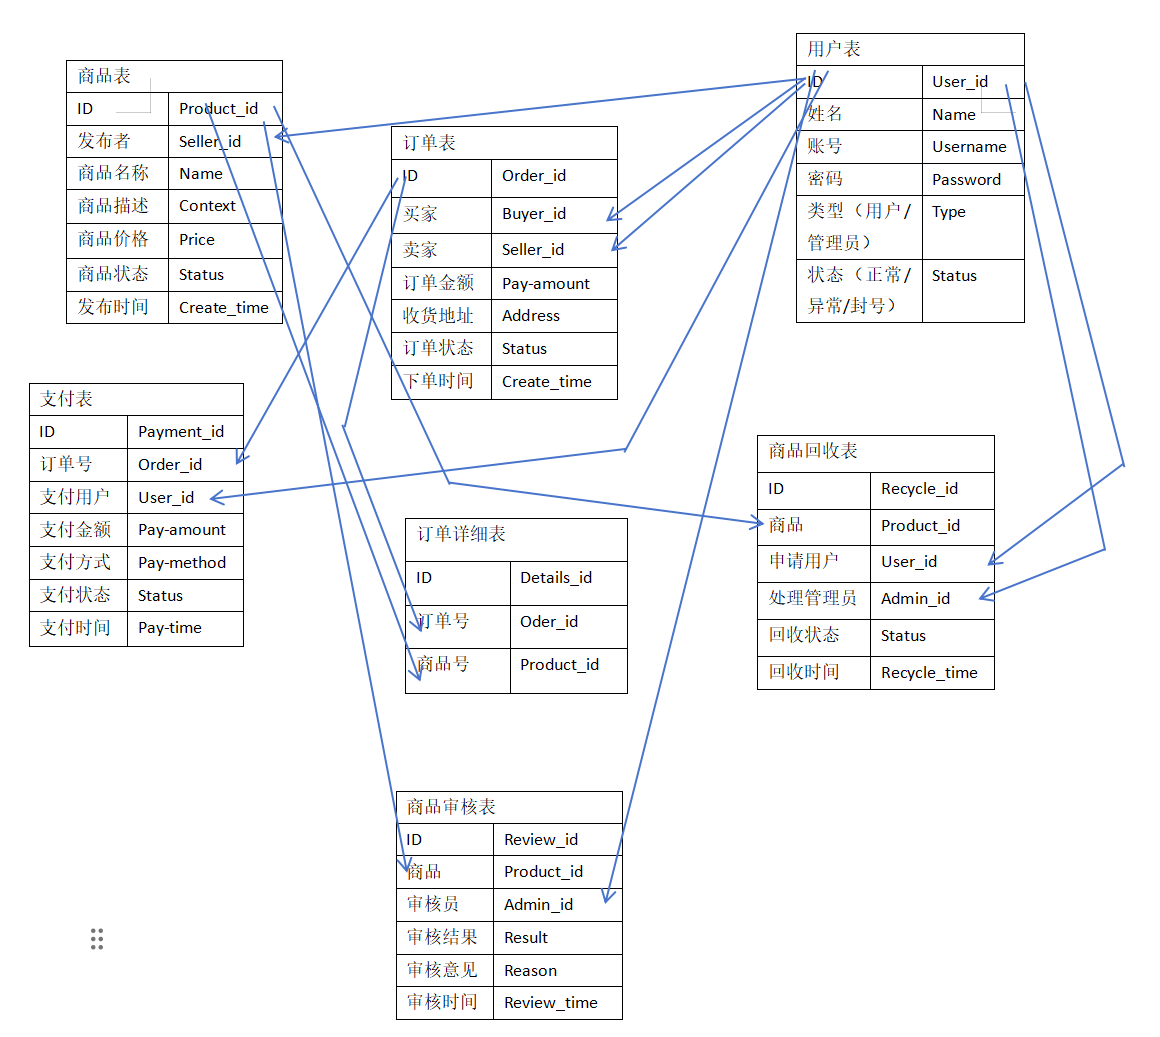 商品表
ID Product_id
发布者 Seller_id
商品名称 Name
商品描述 Context
商品价格 Price
商品状态 Status
发布时间 Create_time
订单表
ID Order_id
买家 Buyer_id
卖家 Seller_id
订单金额 Pay-amount
收货地址 Address
订单状态 Status
下单时间 Create_time
用户表
ID User_id
姓名 Name
账号 Username
密码 Password
类型（用户/ Type
管理员）
状态（正常/ Status
异常/封号）
支付表
ID Payment_id
订单号 Order_id
支付用户 User_id
支付金额 Pay-amount
支付方式 Pay-method
支付状态 Status
支付时间 Pay-time
订单详细表
ID Details_id
订单号 Oder_id
商品号 Product_id
商品回收表
ID Recycle_id
商品 Product_id
申请用户 User_id
处理管理员 Admin_id
回收状态 Status
回收时间 Recycle_time
商品审核表
ID Review_id
商品 Product_id
审核员 Admin_id
审核结果 Result
审核意见 Reason
审核时间 Review_time